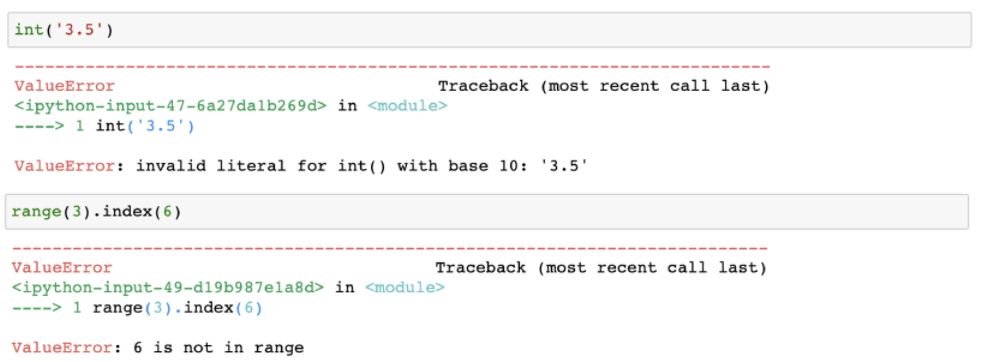 int('3.5')
---------------------------------------------------------------------------
ValueError                                Traceback (most recent call last)
<ipython-input-47-6a27da1b269d> in <module>
----> 1 int('3.5')
ValueError: invalid literal for int() with base 10: '3.5'
range(3).index(6)
---------------------------------------------------------------------------
ValueError                                Traceback (most recent call last)
<ipython-input-49-d19b987e1a8d> in <module>
----> 1 range(3).index(6)
ValueError: 6 is not in range